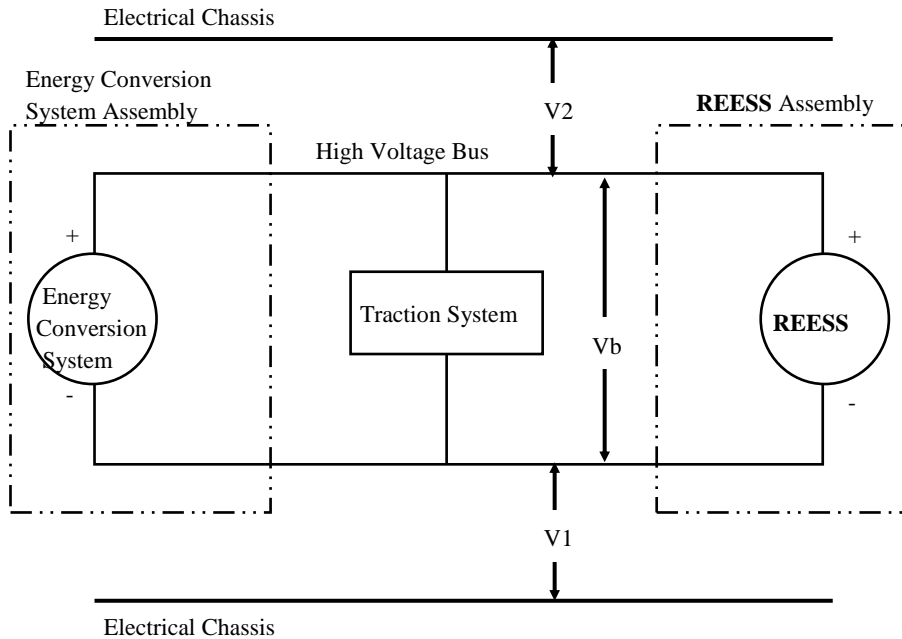 Electrical Chassis
Energy Conversion
System Assembly
V2
REESS Assembly
High Voltage Bus
+
+
Energy
Conversion
System
Traction System
Vb
REESS
-
-
V1
Electrical Chassis